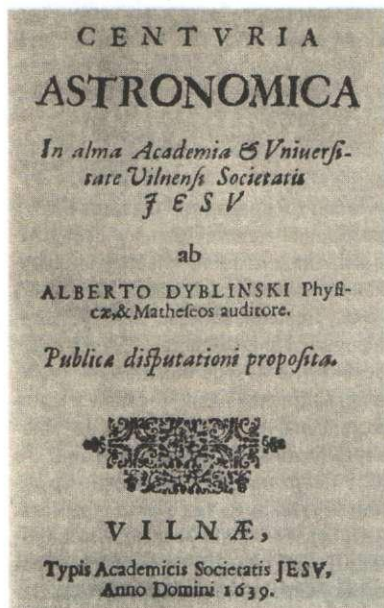 CENTVRIA
ASTRONOMICA
In alma Academia & Vniuerſi-
tate Vilnenſi Societatis
JESV
ab
ALBERTO DYBLINSKI Phyſi-
cæ,& Matheſeos auditore.
Publicæ diſputationi propoſita.
VILNÆ,
Typis Academicis Societatis JESV,
Anno Domini 1639.